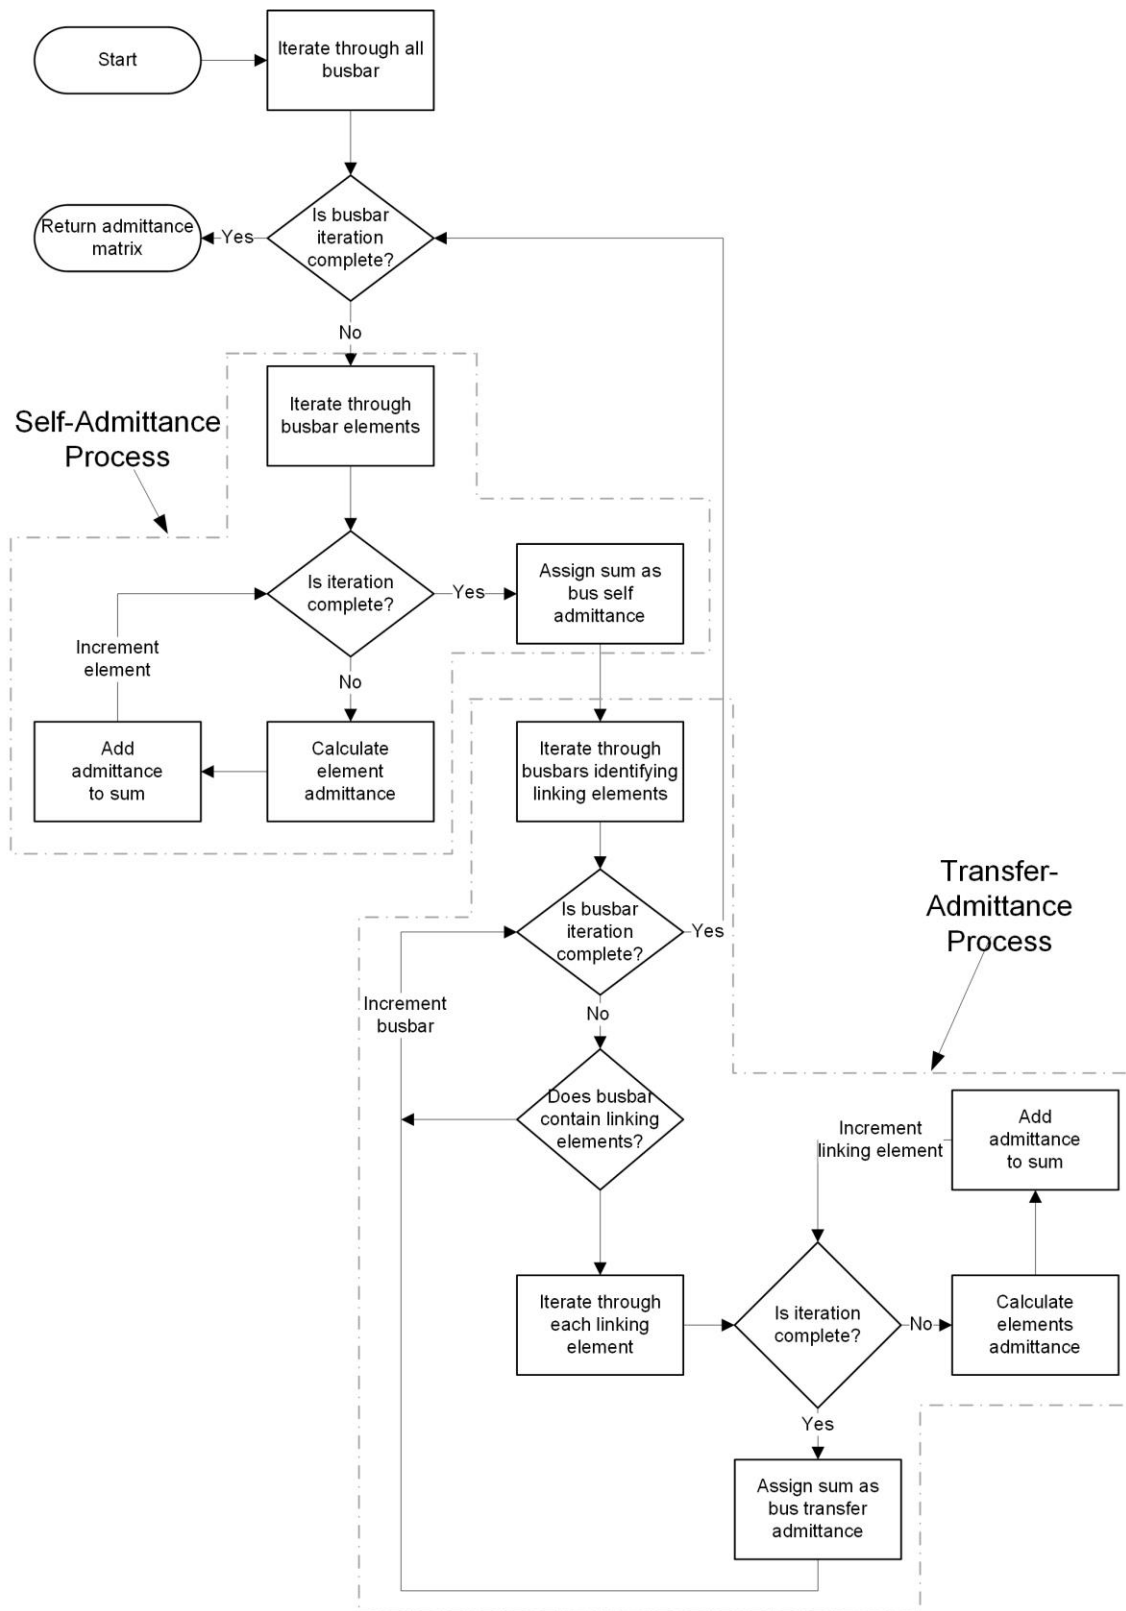 Start
Iterate through all
busbar
Is busbar
iteration
complete?
Yes
Return admittance
matrix
No
Self-Admittance
Process
Iterate through
busbar elements
Is iteration
complete?
Yes
Assign sum as
bus self
admittance
Increment
element
No
Add
admittance
to sum
Calculate
element
admittance
Iterate through
busbars identifying
linking elements
Transfer-
Admittance
Process
Is busbar
iteration
complete?
Yes
Increment
busbar
No
Does busbar
contain linking
elements?
Increment
linking element
Add
admittance
to sum
Iterate through
each linking
element
Is iteration
complete?
No
Calculate
elements
admittance
Yes
Assign sum as
bus transfer
admittance